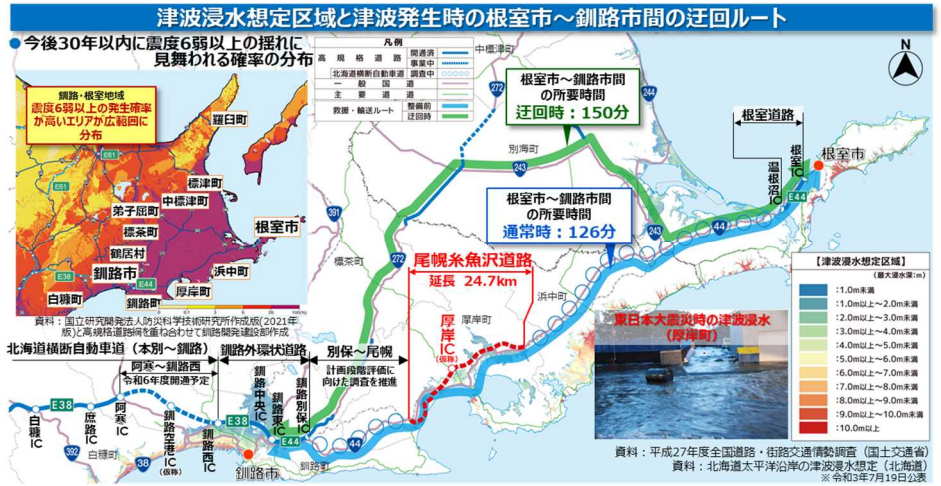 津波浸水想定区域と津波発生時の根室市～釧路市間の迂回ルート
●今後30年以内に震度6弱以上の揺れに
見舞われる確率の分布
釧路・根室地域
震度6弱以上の発生確率
が高いエリアが広範囲に
分布
羅臼町
標津町
中標津町
弟子屈町
標茶町
根室市
鶴居村
釧路市
浜中町
白糠町
厚岸町
釧路町
E61
E61
E38
E44
資料：国立研究開発法人防災科学技術研究所作成版(2021年
版)と高規格道路網を重ね合わせて釧路開発建設部作成
凡例
高規格道路
開通済
事業中
北海道横断自動車道
調査中
一般国道
主要道道
救援・輸送ルート
整備前
迂回時
中標津町
272
244
根室市～釧路市間
の所要時間
迂回時：150分
N
根室道路
根室市
根室IC
温根沼IC
E44
別海町
243
243
44
391
272
標茶町
根室市～釧路市間
の所要時間
通常時：126分
尾幌糸魚沢道路
延長 24.7km
浜中町
厚岸町
厚岸IC
(仮称)
【津波浸水想定区域】
(最大浸水深：m)
:1.0m未満
:1.0m以上～2.0m未満
:2.0m以上～3.0m未満
:3.0m以上～4.0m未満
:4.0m以上～5.0m未満
:5.0m以上～6.0m未満
:6.0m以上～7.0m未満
:7.0m以上～8.0m未満
:8.0m以上～9.0m未満
:9.0m以上～10.0m未満
:10.0m以上
東日本大震災時の津波浸水
(厚岸町)
北海道横断自動車道（本別～釧路）
釧路外環状道路
別保～尾幌
阿寒～釧路西
令和6年度開通予定
計画段階評価に
向けた調査を推進
E38
白糠IC
庶路IC
阿寒IC
釧路空港IC
(仮称)
釧路西IC
E38
釧路中央IC
釧路東IC
釧路別保IC
E44
44
392
白糠町
38
釧路市
釧路町
資料：平成27年度全国道路・街路交通情勢調査（国土交通省）
資料：北海道太平洋沿岸の津波浸水想定（北海道）
※令和3年7月19日公表